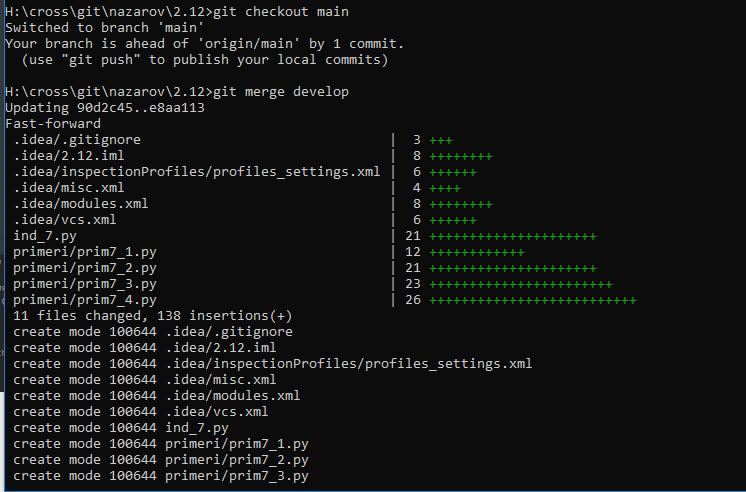 H:\cross\git\nazarov\2.12>git checkout main
Switched to branch 'main'
Your branch is ahead of 'origin/main' by 1 commit.
  (use "git push" to publish your local commits)

H:\cross\git\nazarov\2.12>git merge develop
Updating 90d2c45..e8aa113
Fast-forward
 .idea/.gitignore                              |  3 +++
 .idea/2.12.iml                                |  8 ++++++++
 .idea/inspectionProfiles/profiles_settings.xml |  6 ++++++
 .idea/misc.xml                                |  4 ++++
 .idea/modules.xml                             |  8 ++++++++
 .idea/vcs.xml                                 |  6 ++++++
 ind_7.py                                      | 21 +++++++++++++++++++++
 primeri/prim7_1.py                            | 12 ++++++++++++
 primeri/prim7_2.py                            | 21 +++++++++++++++++++++
 primeri/prim7_3.py                            | 23 +++++++++++++++++++++++
 primeri/prim7_4.py                            | 26 ++++++++++++++++++++++++++
 11 files changed, 138 insertions(+)
 create mode 100644 .idea/.gitignore
 create mode 100644 .idea/2.12.iml
 create mode 100644 .idea/inspectionProfiles/profiles_settings.xml
 create mode 100644 .idea/misc.xml
 create mode 100644 .idea/modules.xml
 create mode 100644 .idea/vcs.xml
 create mode 100644 ind_7.py
 create mode 100644 primeri/prim7_1.py
 create mode 100644 primeri/prim7_2.py
 create mode 100644 primeri/prim7_3.py